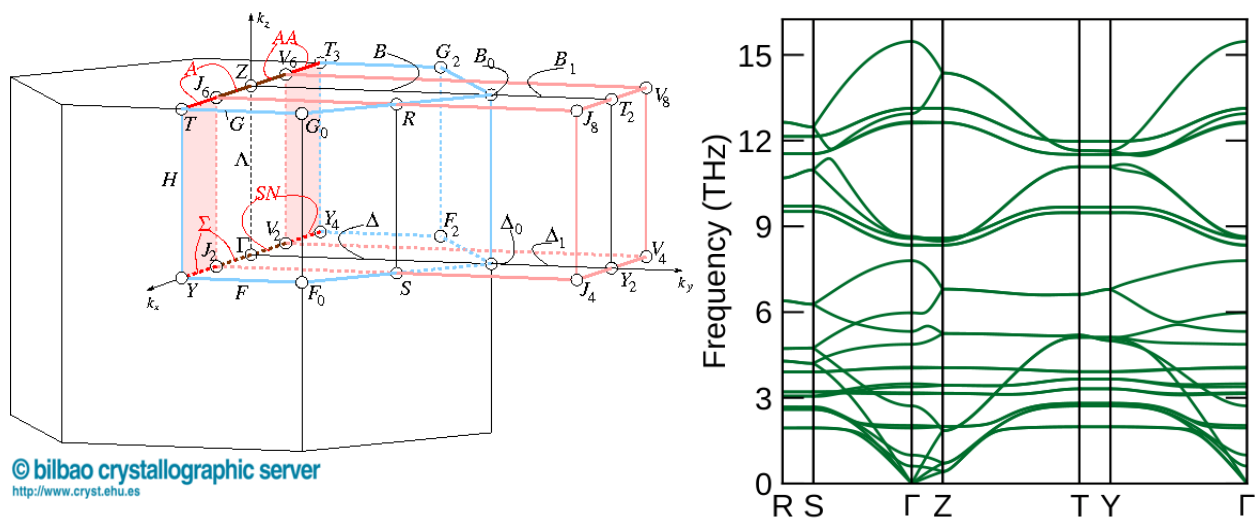 k_z
AA
T_3
V_6
B
G_2
B_0
B_1
A
Z
J_6
V_8
T_2
J_8
T
G
G_0
R
Λ
H
SN
Y_4
Δ
F_2
Δ_0
Δ_1
V_4
Σ
V_2
Γ
J_2
Y
F
F_0
S
J_4
Y_2
k_y
k_x
© bilbao crystallographic server
http://www.cryst.ehu.es
Frequency (THz)
15
12
9
6
3
0
R S Γ Z T Y Γ